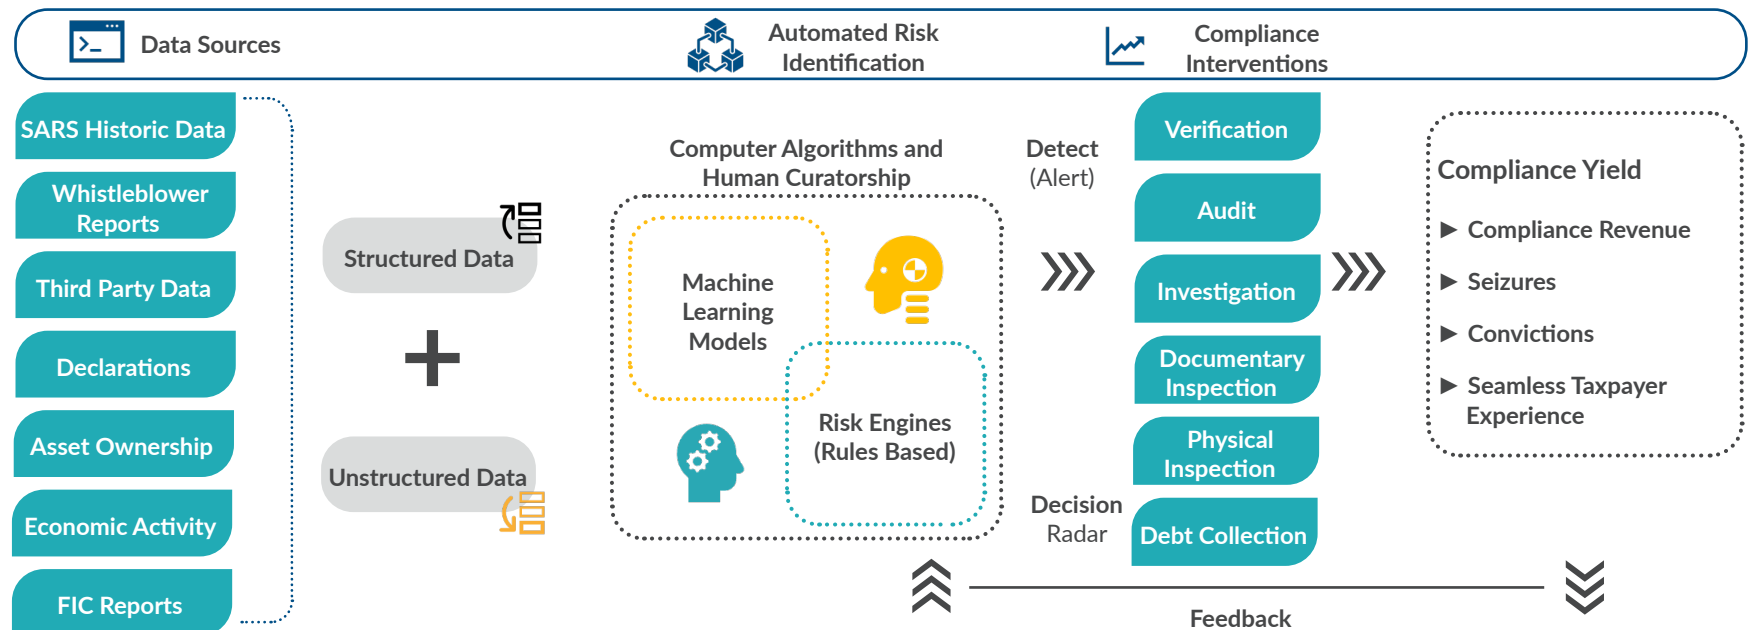 Data Sources
Automated Risk
Identification
Compliance
Interventions
SARS Historic Data
Whistleblower
Reports
Third Party Data
Declarations
Asset Ownership
Economic Activity
FIC Reports
Structured Data
Unstructured Data
Computer Algorithms and
Human Curatorship
Machine
Learning
Models
Risk Engines
(Rules Based)
Detect
(Alert)
Decision
Radar
Verification
Audit
Investigation
Documentary
Inspection
Physical
Inspection
Debt Collection
Compliance Yield
► Compliance Revenue
► Seizures
► Convictions
► Seamless Taxpayer
Experience
Feedback